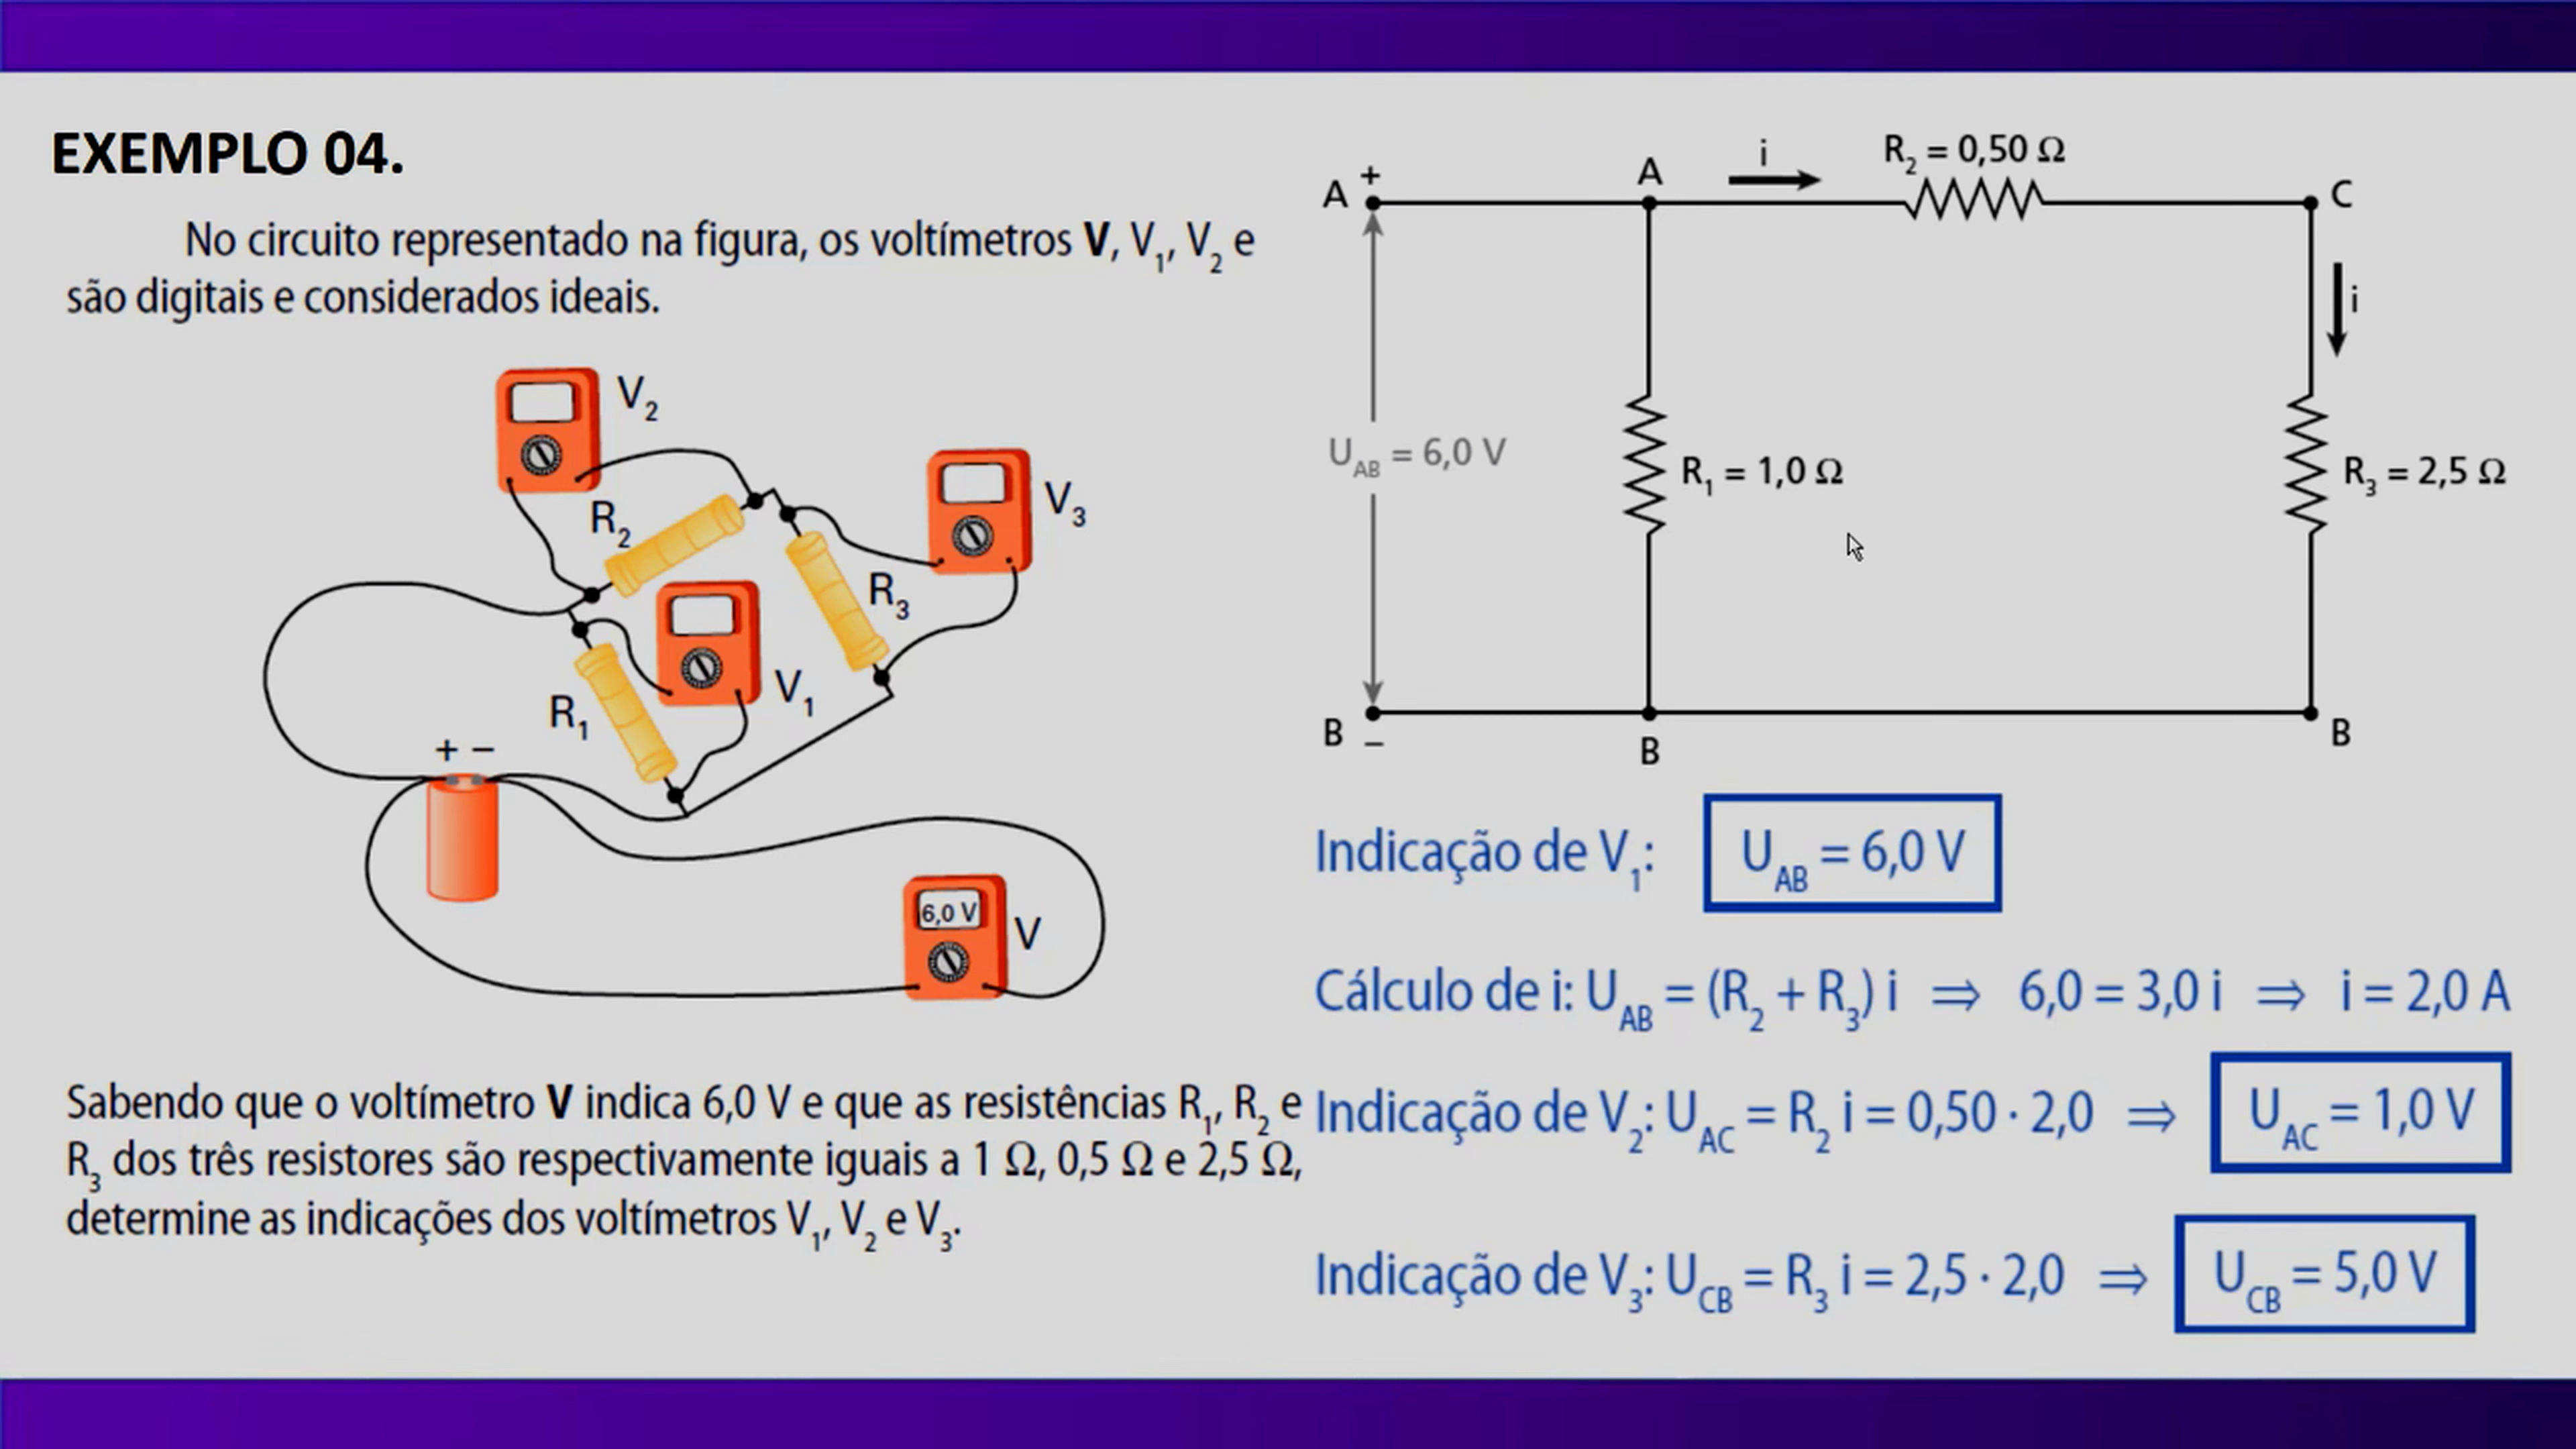 EXEMPLO 04.
No circuito representado na figura, os voltímetros V, V₁, V₂ e
são digitais e considerados ideais.
V₂
V₃
R₂
R₃
V₁
R₁
+ −
6,0 V
V
Sabendo que o voltímetro V indica 6,0 V e que as resistências R₁, R₂ e
R₃ dos três resistores são respectivamente iguais a 1 Ω, 0,5 Ω e 2,5 Ω,
determine as indicações dos voltímetros V₁, V₂ e V₃.
R₂ = 0,50 Ω
A +
A
i
C
i
U_AB = 6,0 V
R₁ = 1,0 Ω
R₃ = 2,5 Ω
B −
B
B
Indicação de V₁: U_AB = 6,0 V
Cálculo de i: U_AB = (R₂ + R₃) i ⇒ 6,0 = 3,0 i ⇒ i = 2,0 A
Indicação de V₂: U_AC = R₂ i = 0,50 · 2,0 ⇒ U_AC = 1,0 V
Indicação de V₃: U_CB = R₃ i = 2,5 · 2,0 ⇒ U_CB = 5,0 V